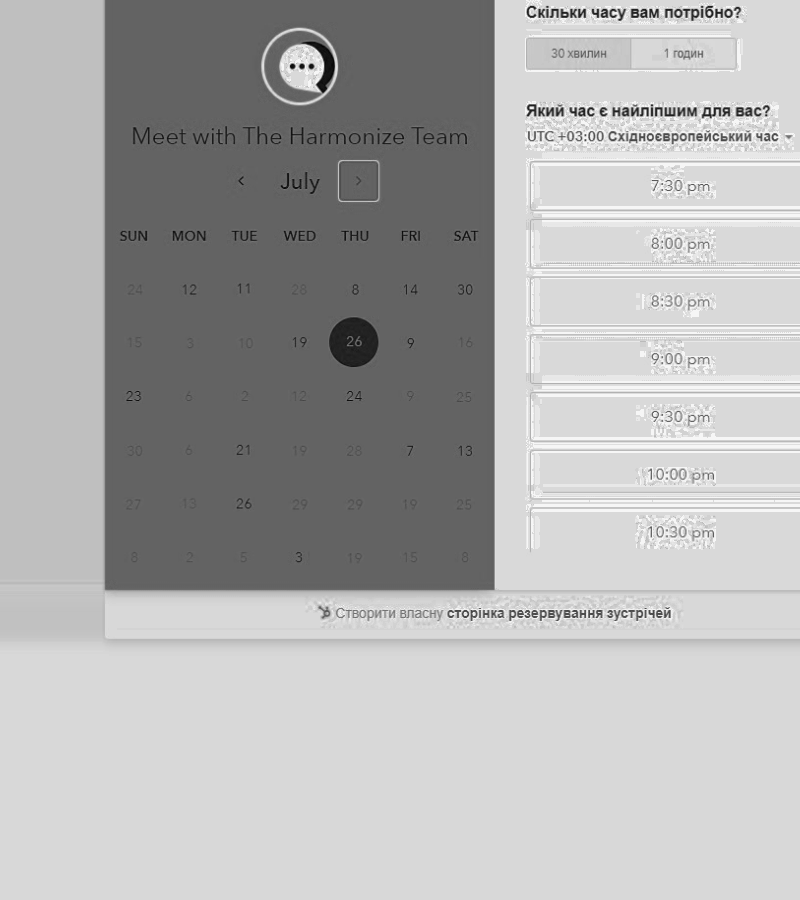 Meet with The Harmonize Team
July
SUN MON TUE WED THU FRI SAT
24 12 11 28 8 14 30
15 3 10 19 26 9 16
23 6 2 12 24 9 25
30 6 21 19 28 7 13
27 13 26 29 29 19 25
8 2 5 3 19 15 8
Скільки часу вам потрібно?
30 хвилин 1 годин
Який час є найліпшим для вас?
UTC +03:00 Східноєвропейський час
7:30 pm
8:00 pm
8:30 pm
9:00 pm
9:30 pm
10:00 pm
10:30 pm
Створити власну сторінка резервування зустрічей